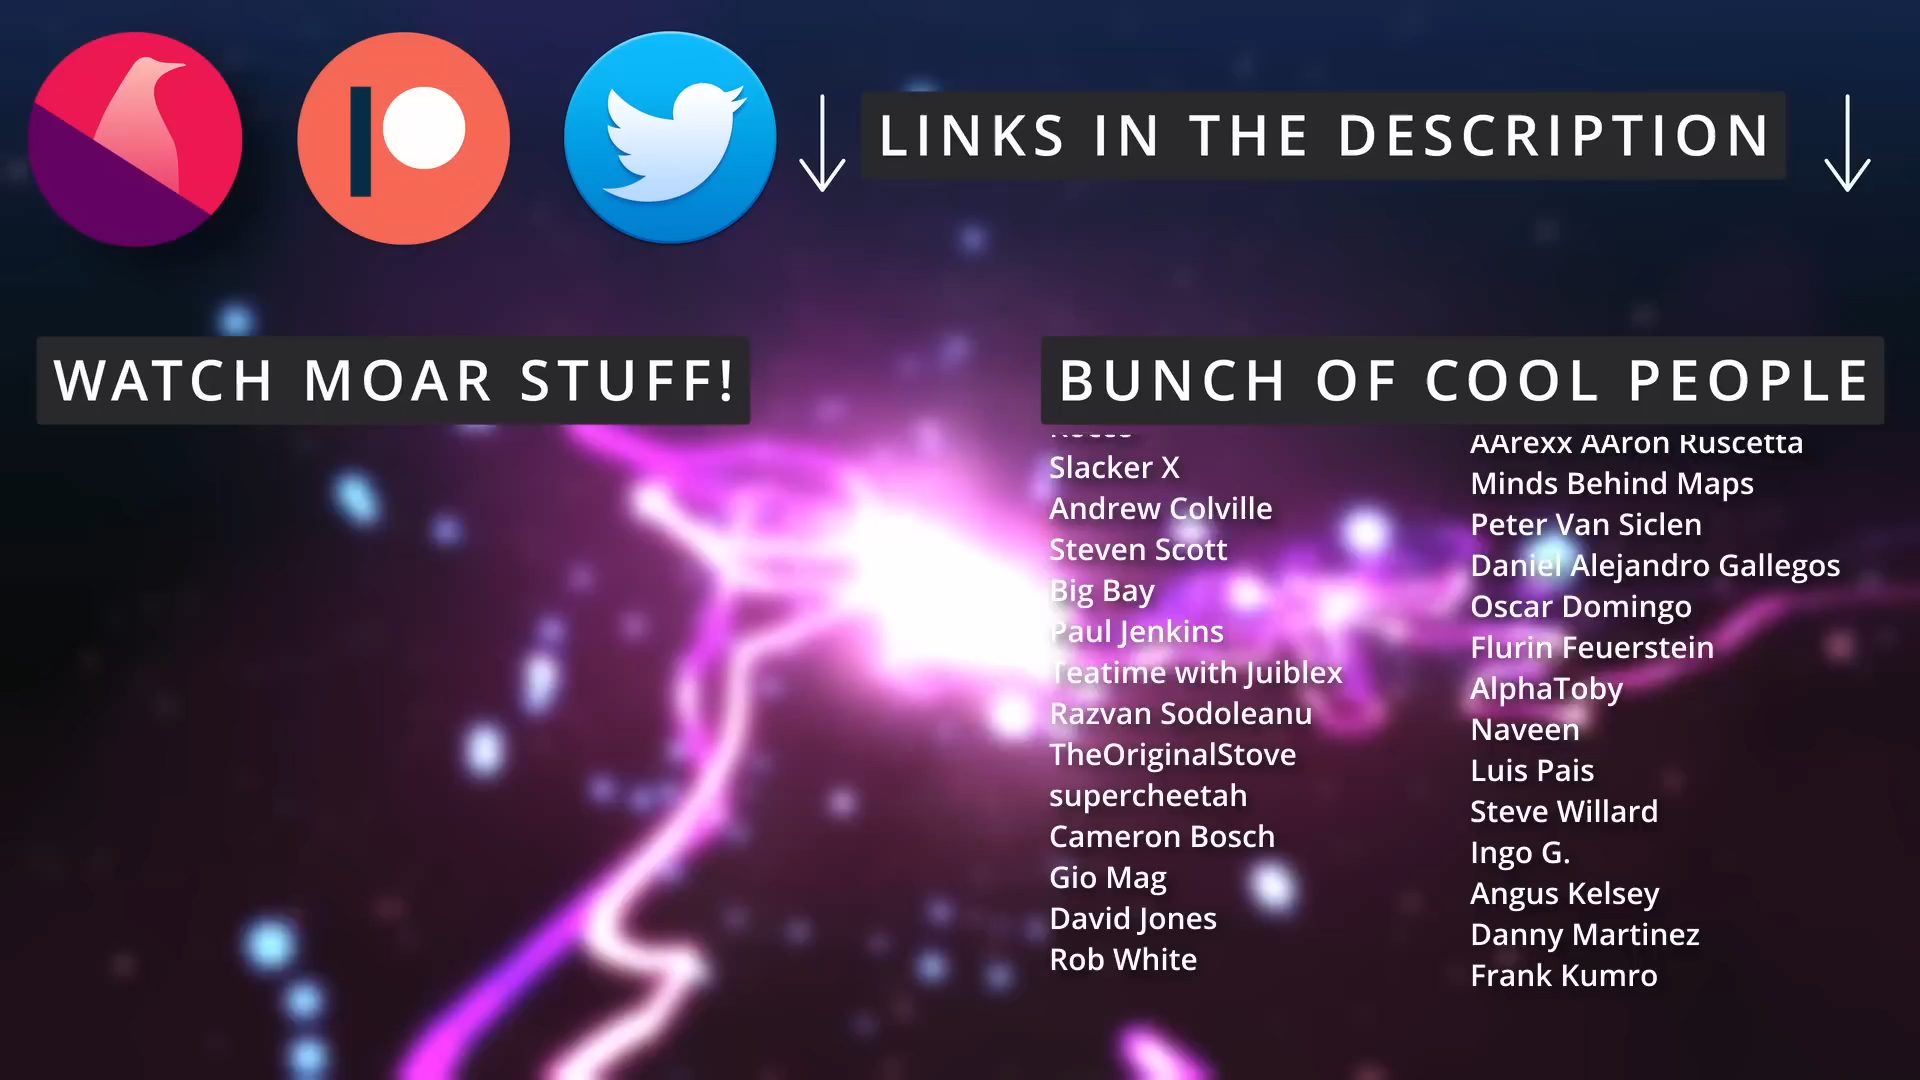 LINKS IN THE DESCRIPTION
WATCH MOAR STUFF!
BUNCH OF COOL PEOPLE
Slacker X
Andrew Colville
Steven Scott
Big Bay
Paul Jenkins
Teatime with Juiblex
Razvan Sodoleanu
TheOriginalStove
supercheetah
Cameron Bosch
Gio Mag
David Jones
Rob White
AArexx AAron Ruscetta
Minds Behind Maps
Peter Van Siclen
Daniel Alejandro Gallegos
Oscar Domingo
Flurin Feuerstein
AlphaToby
Naveen
Luis Pais
Steve Willard
Ingo G.
Angus Kelsey
Danny Martinez
Frank Kumro